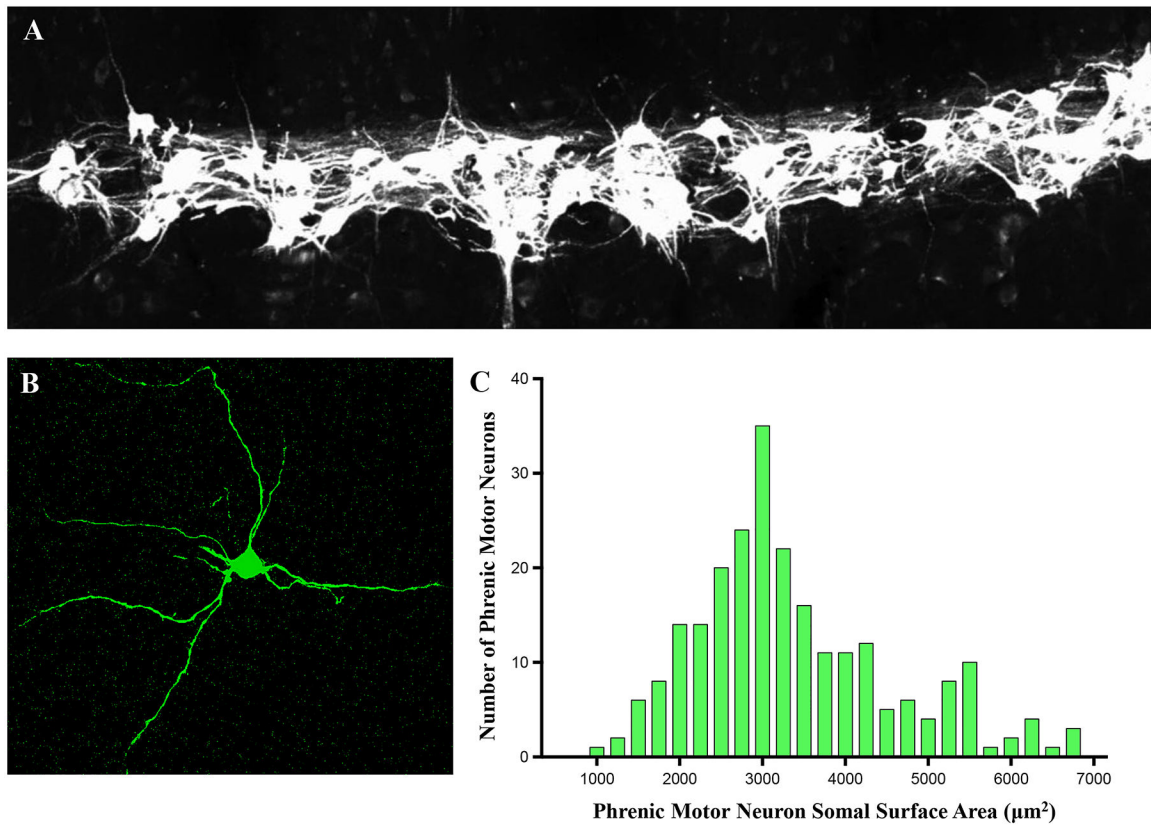 A
B
C
Number of Phrenic Motor Neurons
40
30
20
10
0
1000 2000 3000 4000 5000 6000 7000
Phrenic Motor Neuron Somal Surface Area (µm²)